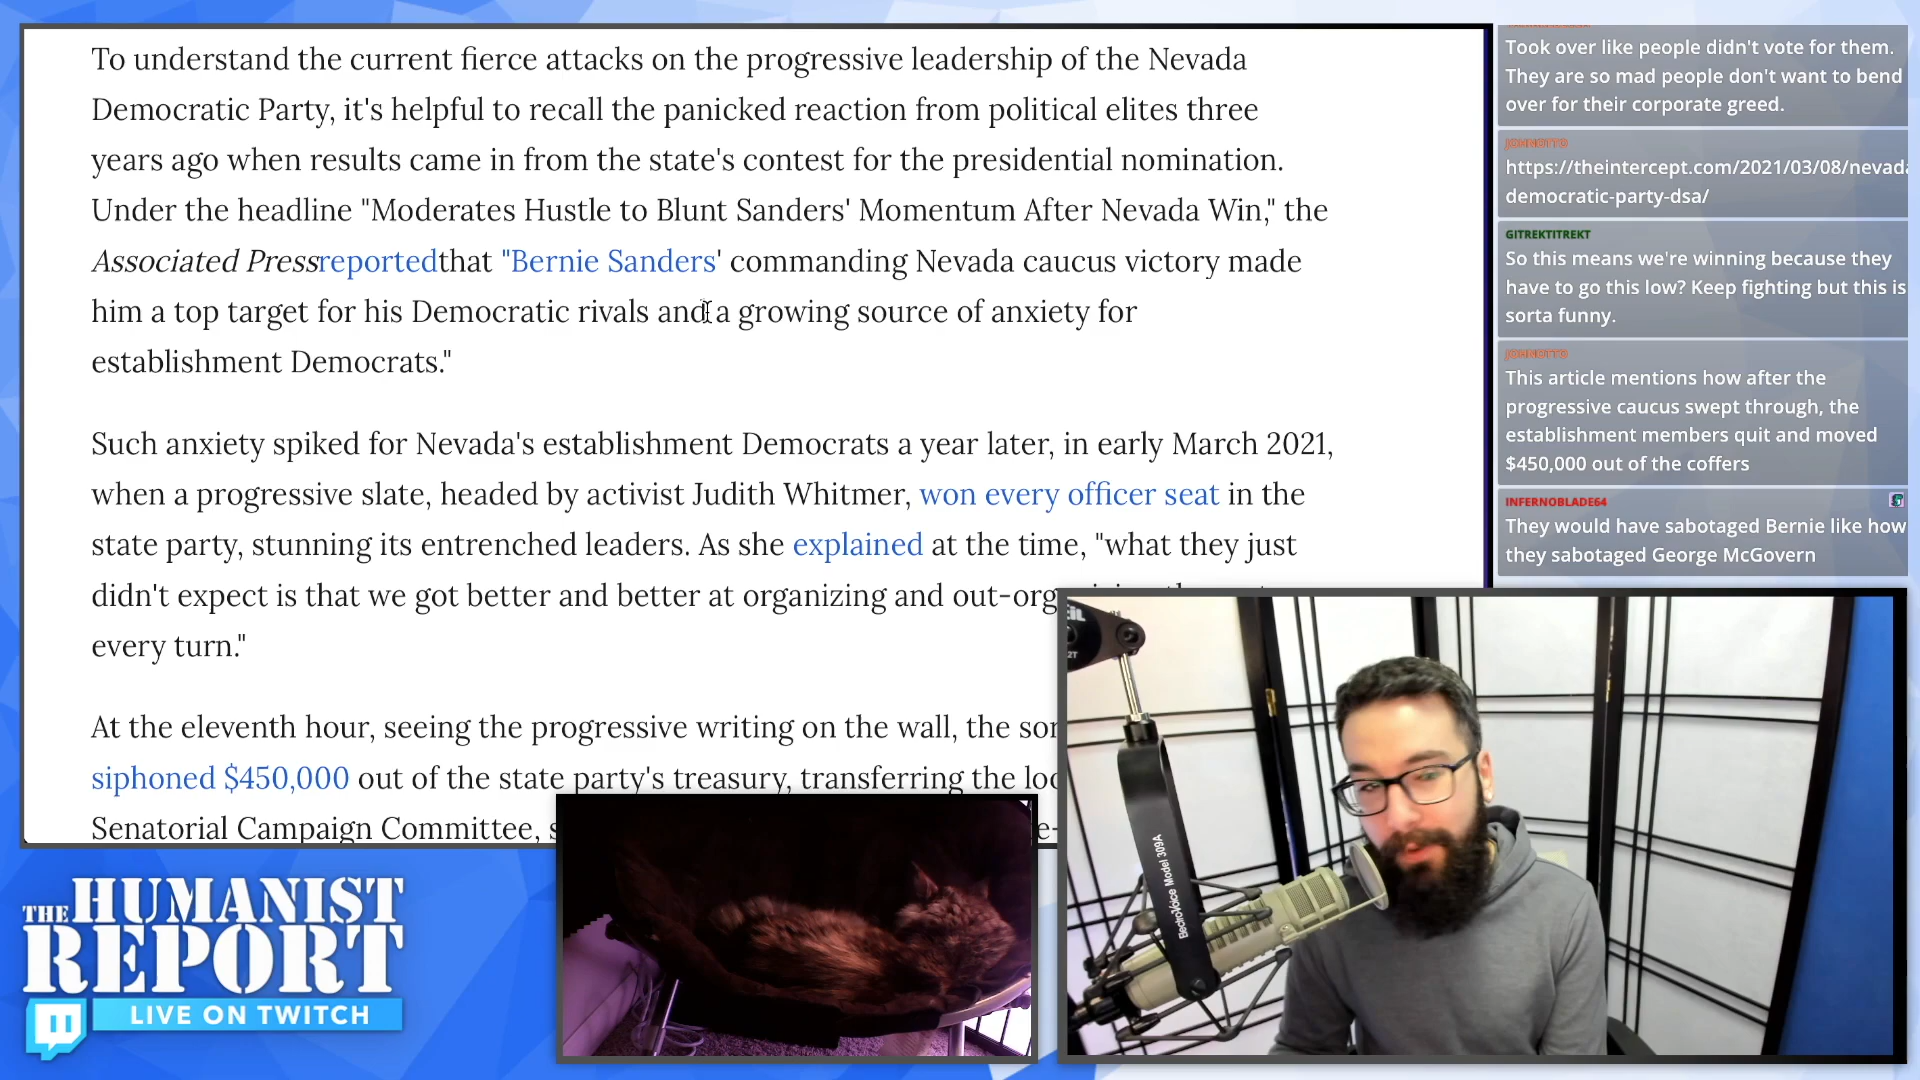 To understand the current fierce attacks on the progressive leadership of the Nevada
Democratic Party, it's helpful to recall the panicked reaction from political elites three
years ago when results came in from the state's contest for the presidential nomination.
Under the headline "Moderates Hustle to Blunt Sanders' Momentum After Nevada Win," the
Associated Pressreportedthat "Bernie Sanders' commanding Nevada caucus victory made
him a top target for his Democratic rivals and a growing source of anxiety for
establishment Democrats."
Such anxiety spiked for Nevada's establishment Democrats a year later, in early March 2021,
when a progressive slate, headed by activist Judith Whitmer, won every officer seat in the
state party, stunning its entrenched leaders. As she explained at the time, "what they just
didn't expect is that we got better and better at organizing and
every turn."
At the eleventh hour, seeing the progressive writing on the wall, the
siphoned $450,000 out of the state party's treasury, transferring the
Senatorial Campaign Committee,
Took over like people didn't vote for them.
They are so mad people don't want to bend
over for their corporate greed.
JOHNOTTO
https://theintercept.com/2021/03/08/nevada
democratic-party-dsa/
GITREKTITREKT
So this means we're winning because they
have to go this low? Keep fighting but this is
sorta funny.
JOHNOTTO
This article mentions how after the
progressive caucus swept through, the
establishment members quit and moved
$450,000 out of the coffers
INFERNOBLADE64
They would have sabotaged Bernie like how
they sabotaged George McGovern
ElectroVoice Model 309A
THE HUMANIST
REPORT
LIVE ON TWITCH